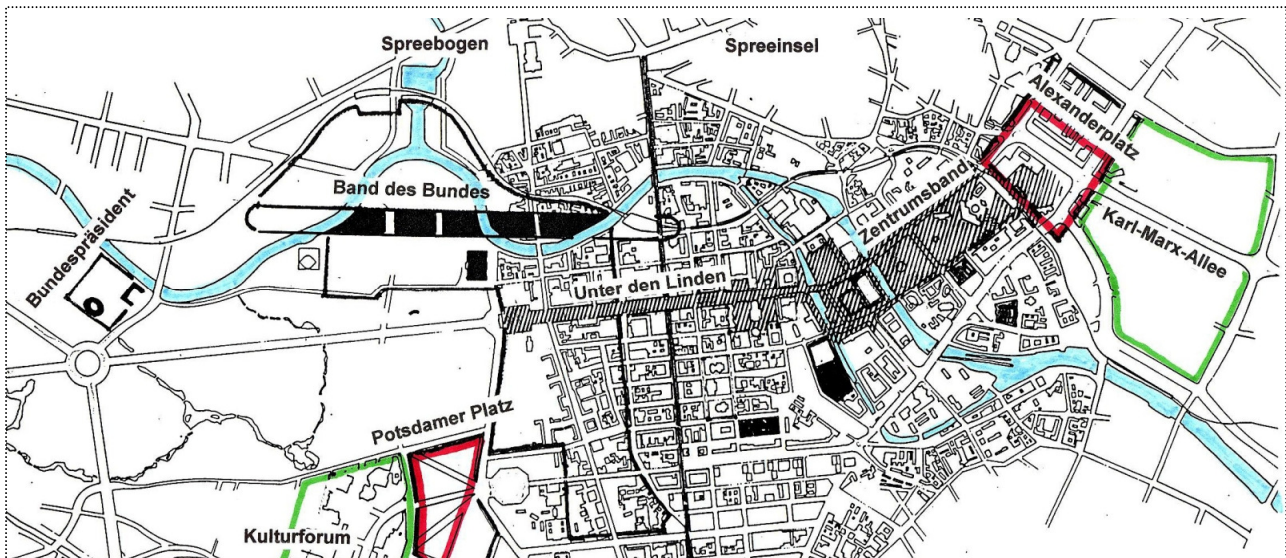 Spreebogen
Spreeinsel
Alexanderplatz
Band des Bundes
Zentrumsband
Bundespräsident
Karl-Marx-Allee
Unter den Linden
Potsdamer Platz
Kulturforum